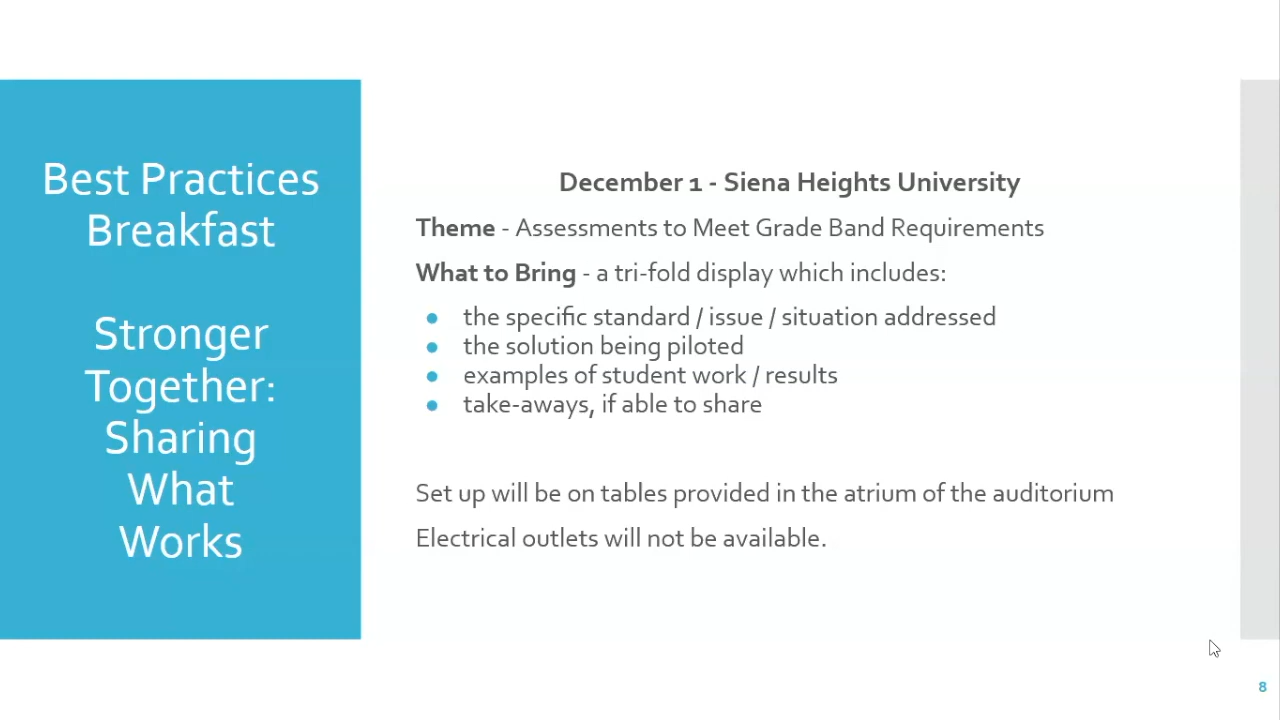 Best Practices
Breakfast
Stronger
Together:
Sharing
What
Works
December 1 - Siena Heights University
Theme - Assessments to Meet Grade Band Requirements
What to Bring - a tri-fold display which includes:
● the specific standard / issue / situation addressed
● the solution being piloted
● examples of student work / results
● take-aways, if able to share
Set up will be on tables provided in the atrium of the auditorium
Electrical outlets will not be available.
8